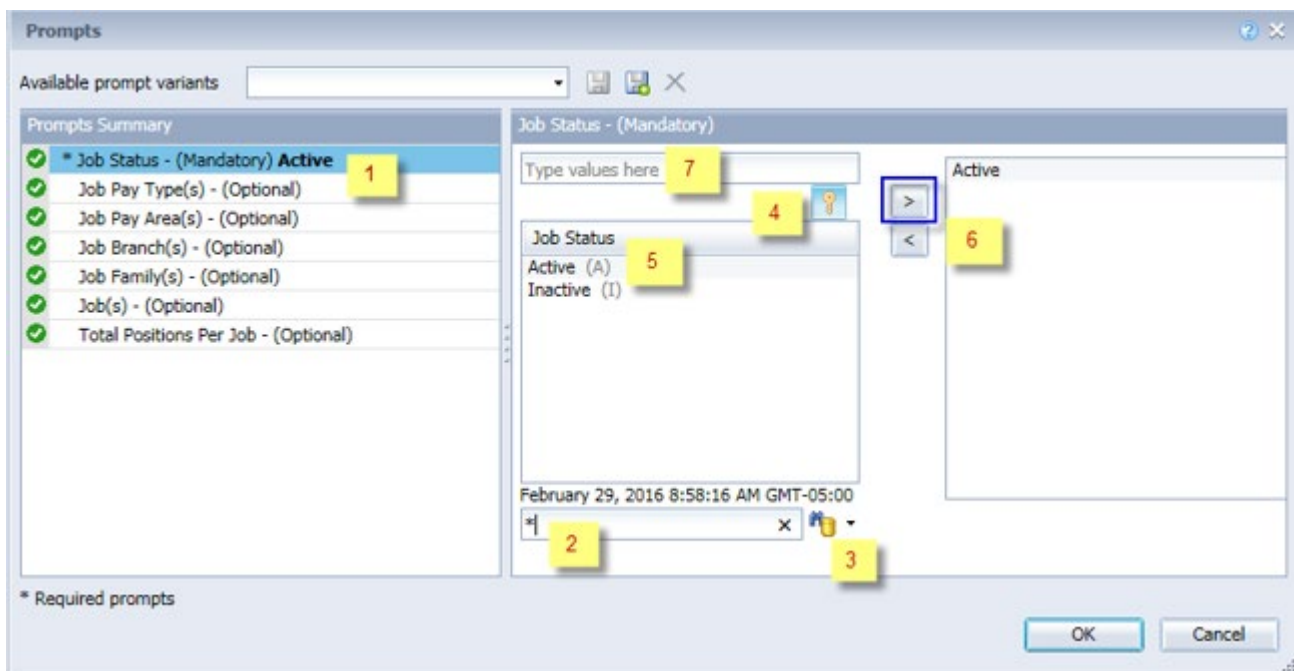 Prompts
Available prompt variants
Prompts Summary
* Job Status - (Mandatory) Active
1
Job Pay Type(s) - (Optional)
Job Pay Area(s) - (Optional)
Job Branch(s) - (Optional)
Job Family(s) - (Optional)
Job(s) - (Optional)
Total Positions Per Job - (Optional)
Job Status - (Mandatory)
Type values here
7
4
Job Status
Active (A)
5
Inactive (I)
February 29, 2016 8:58:16 AM GMT-05:00
*
2
3
>
<
6
Active
* Required prompts
OK
Cancel